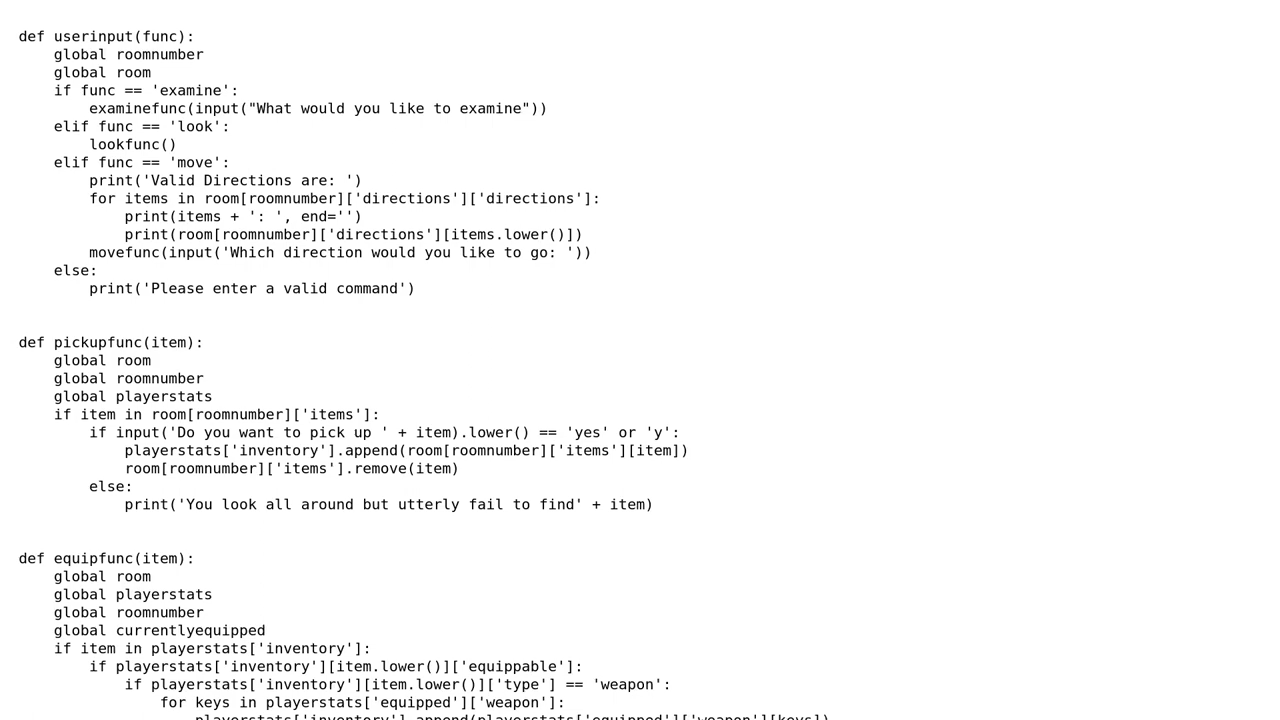 def userinput(func):
    global roomnumber
    global room
    if func == 'examine':
        examinefunc(input("What would you like to examine"))
    elif func == 'look':
        lookfunc()
    elif func == 'move':
        print('Valid Directions are: ')
        for items in room[roomnumber]['directions']['directions']:
            print(items + ': ', end='')
            print(room[roomnumber]['directions'][items.lower()])
        movefunc(input('Which direction would you like to go: '))
    else:
        print('Please enter a valid command')


def pickupfunc(item):
    global room
    global roomnumber
    global playerstats
    if item in room[roomnumber]['items']:
        if input('Do you want to pick up ' + item).lower() == 'yes' or 'y':
            playerstats['inventory'].append(room[roomnumber]['items'][item])
            room[roomnumber]['items'].remove(item)
        else:
            print('You look all around but utterly fail to find' + item)


def equipfunc(item):
    global room
    global playerstats
    global roomnumber
    global currentlyequipped
    if item in playerstats['inventory']:
        if playerstats['inventory'][item.lower()]['equippable']:
            if playerstats['inventory'][item.lower()]['type'] == 'weapon':
                for keys in playerstats['equipped']['weapon']:
                    playerstats['inventory'].append(playerstats['equipped']['weapon'][keys])